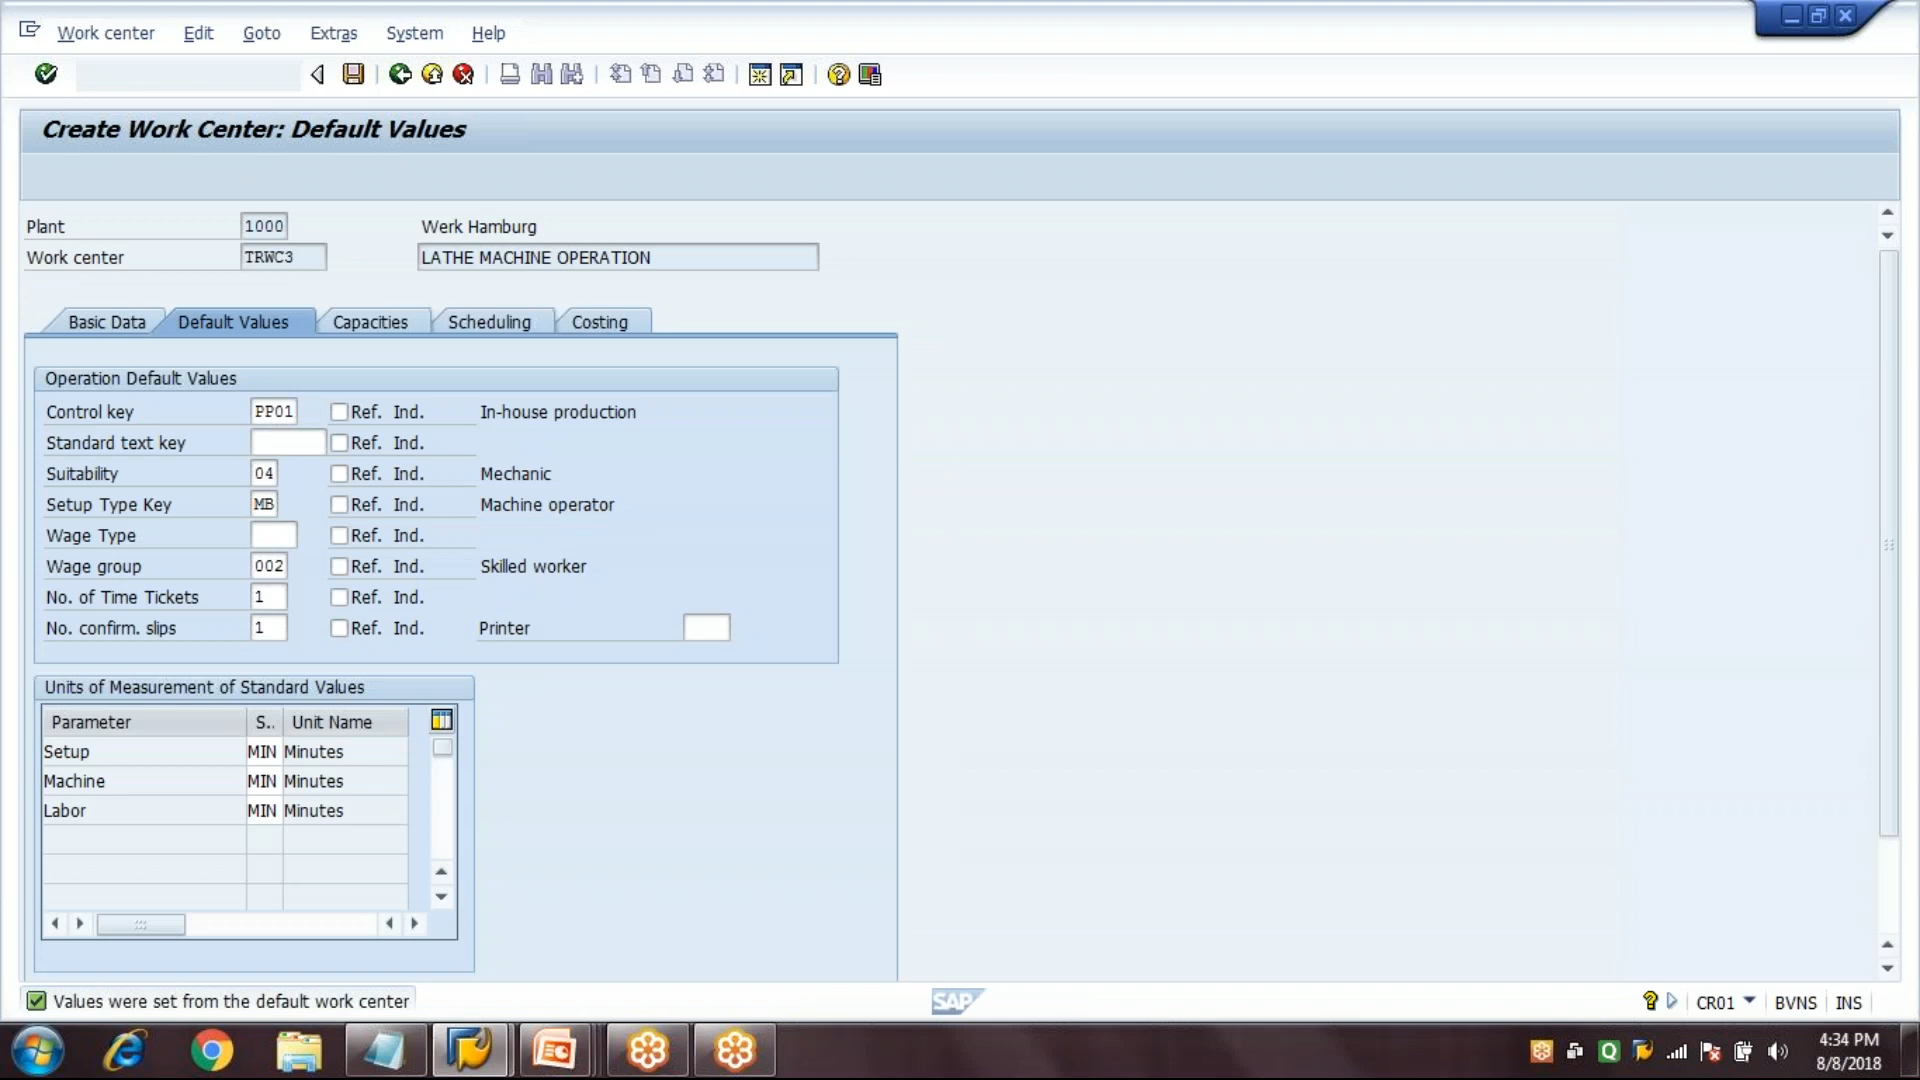 Work center Edit Goto Extras System Help
Create Work Center: Default Values
Plant 1000 Werk Hamburg
Work center TRWC3 LATHE MACHINE OPERATION
Basic Data Default Values Capacities Scheduling Costing
Operation Default Values
Control key PP01 Ref. Ind. In-house production
Standard text key Ref. Ind.
Suitability 04 Ref. Ind. Mechanic
Setup Type Key MB Ref. Ind. Machine operator
Wage Type Ref. Ind.
Wage group 002 Ref. Ind. Skilled worker
No. of Time Tickets 1 Ref. Ind.
No. confirm. slips 1 Ref. Ind. Printer
Units of Measurement of Standard Values
Parameter S.. Unit Name
Setup MIN Minutes
Machine MIN Minutes
Labor MIN Minutes
Values were set from the default work center SAP CR01 BVNS INS
4:34 PM
8/8/2018